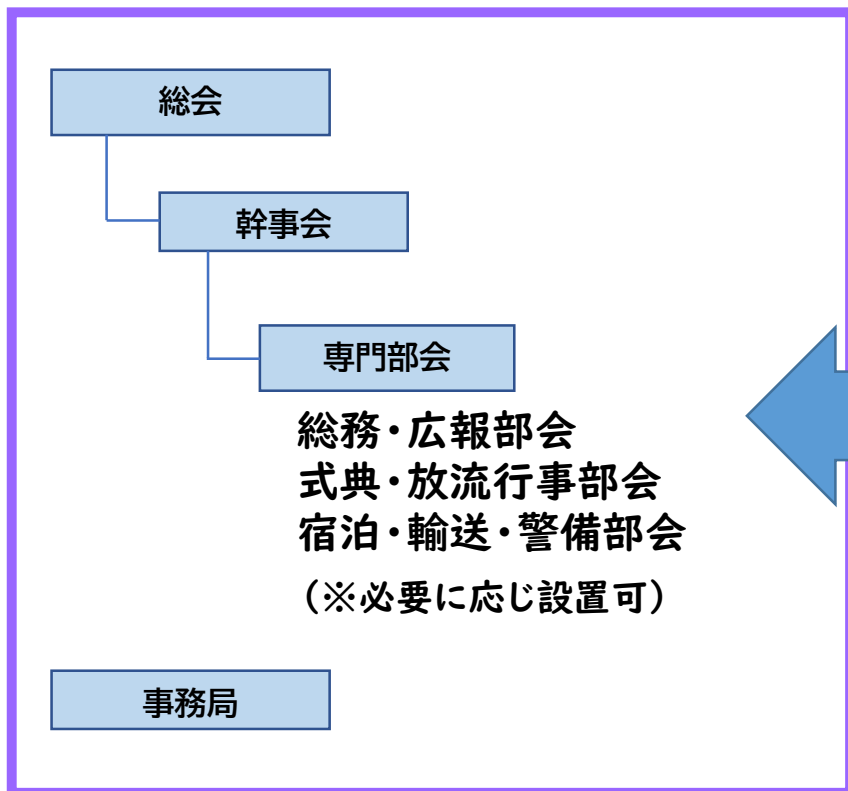 総会
幹事会
専門部会
総務・広報部会
式典・放流行事部会
宿泊・輸送・警備部会
（※必要に応じ設置可）
事務局